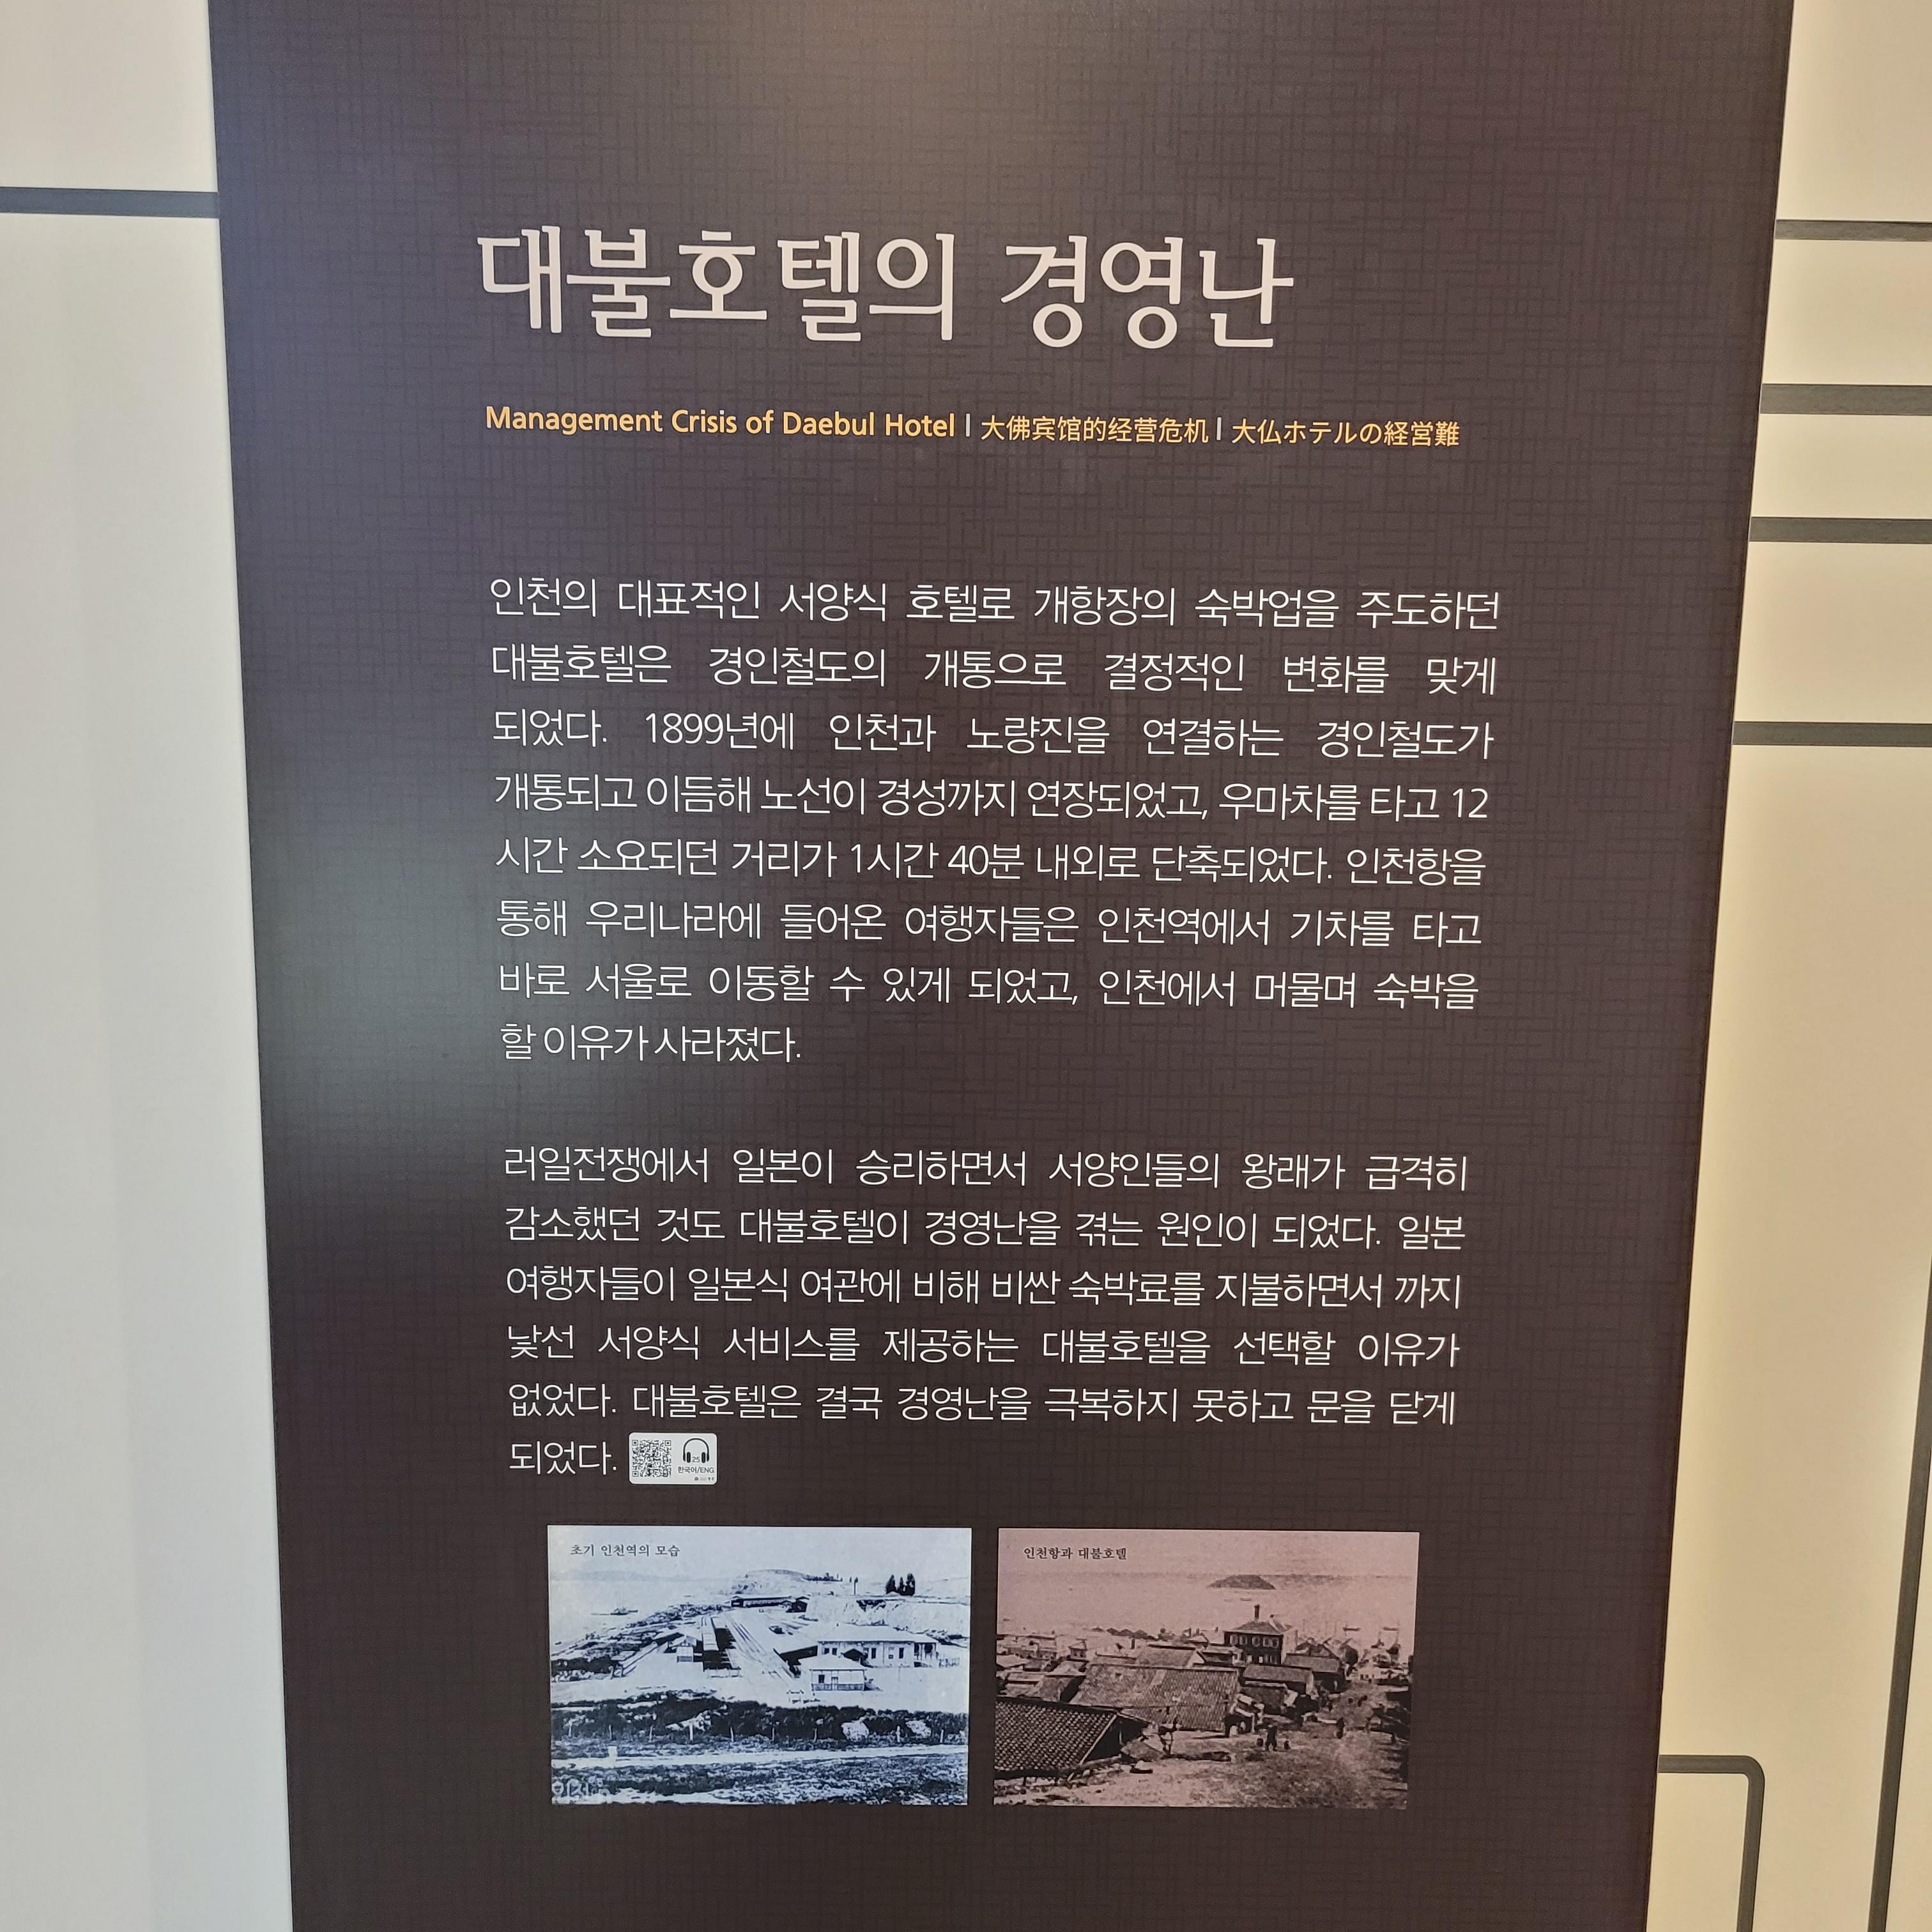 대불호텔의 경영난
Management Crisis of Daebul Hotel | 大佛宾馆的经营危机 | 大仏ホテルの経営難
인천의 대표적인 서양식 호텔로 개항장의 숙박업을 주도하던
대불호텔은 경인철도의 개통으로 결정적인 변화를 맞게
되었다. 1899년에 인천과 노량진을 연결하는 경인철도가
개통되고 이듬해 노선이 경성까지 연장되었고, 우마차를 타고 12
시간 소요되던 거리가 1시간 40분 내외로 단축되었다. 인천항을
통해 우리나라에 들어온 여행자들은 인천역에서 기차를 타고
바로 서울로 이동할 수 있게 되었고, 인천에서 머물며 숙박을
할 이유가 사라졌다.
러일전쟁에서 일본이 승리하면서 서양인들의 왕래가 급격히
감소했던 것도 대불호텔이 경영난을 겪는 원인이 되었다. 일본
여행자들이 일본식 여관에 비해 비싼 숙박료를 지불하면서 까지
낯선 서양식 서비스를 제공하는 대불호텔을 선택할 이유가
없었다. 대불호텔은 결국 경영난을 극복하지 못하고 문을 닫게
되었다.
25
한국어/ENG
초기 인천역의 모습
인천항과 대불호텔